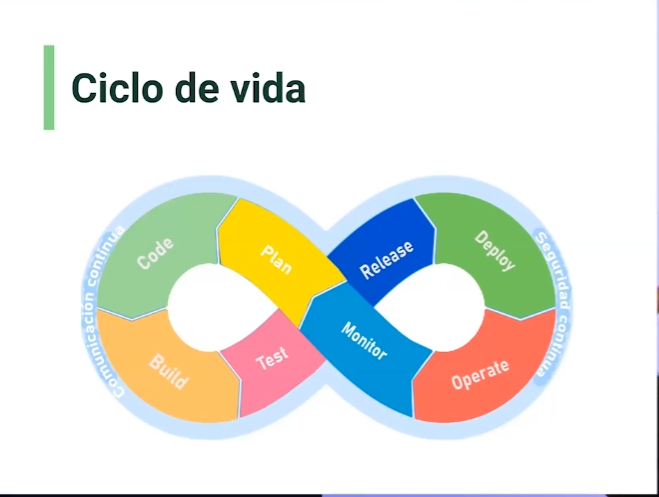 Ciclo de vida
Comunicación continua
Code
Plan
Release
Deploy
Seguridad continua
Build
Test
Monitor
Operate